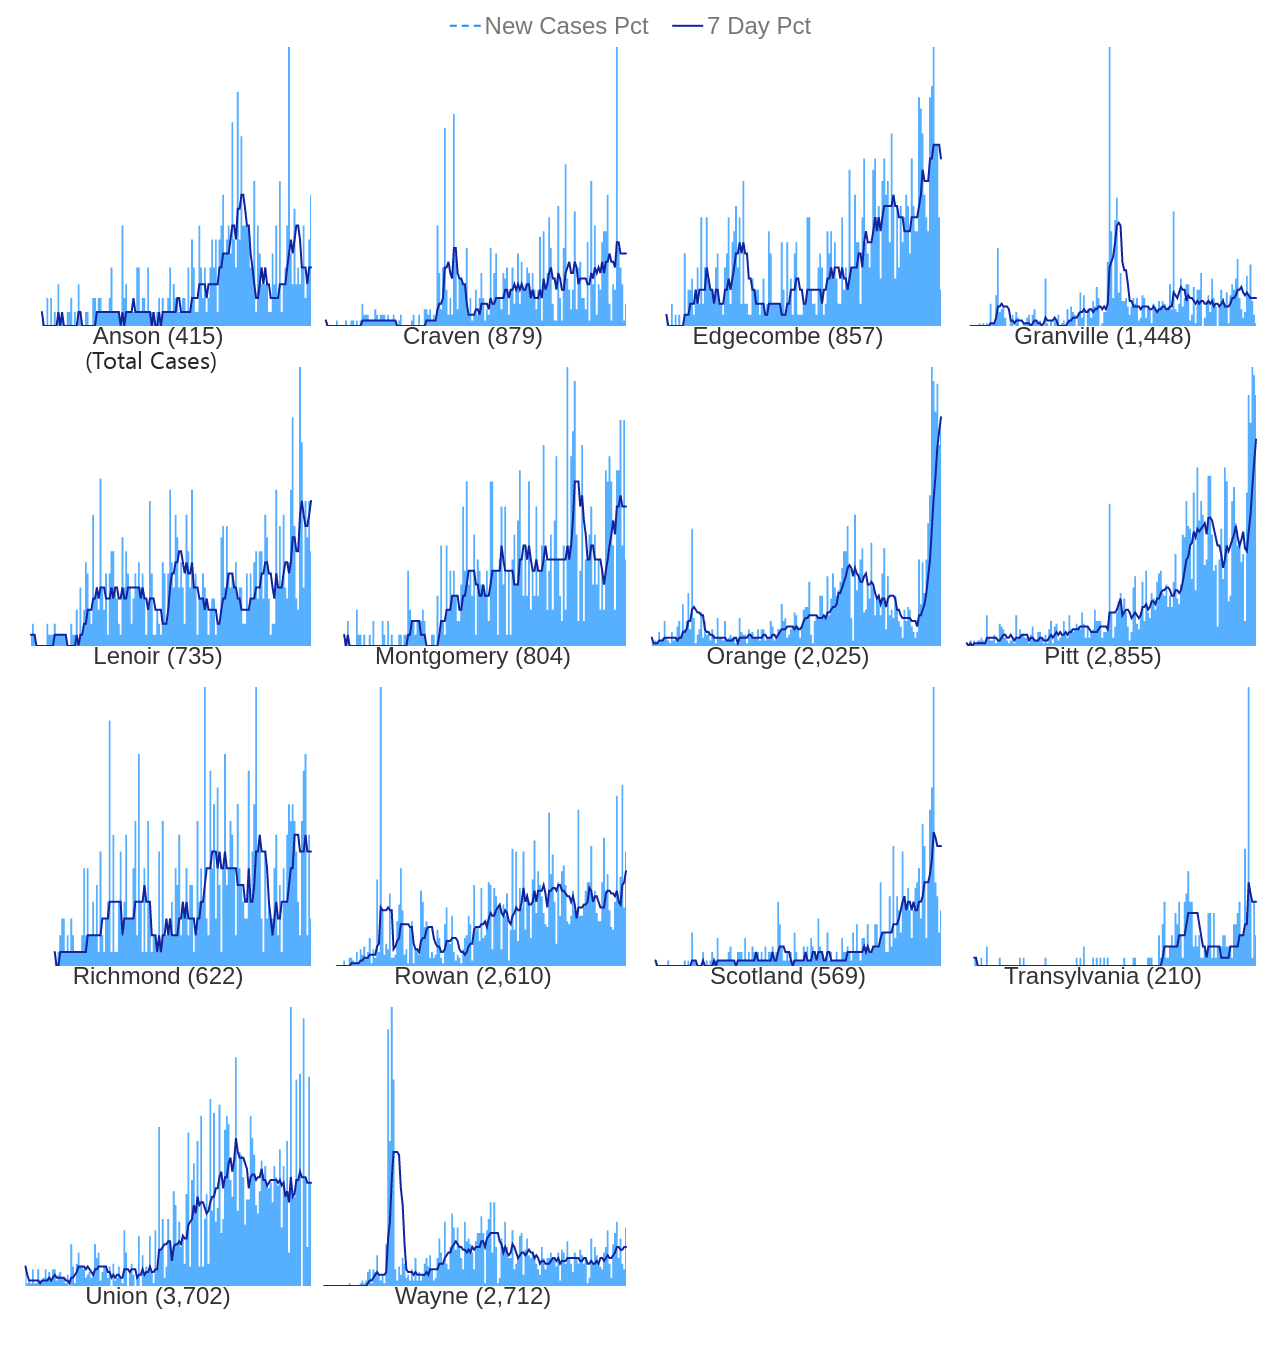 New Cases Pct 7 Day Pct
Anson (415) Craven (879) Edgecombe (857) Granville (1,448)
(Total Cases)
Lenoir (735) Montgomery (804) Orange (2,025) Pitt (2,855)
Richmond (622) Rowan (2,610) Scotland (569) Transylvania (210)
Union (3,702) Wayne (2,712)